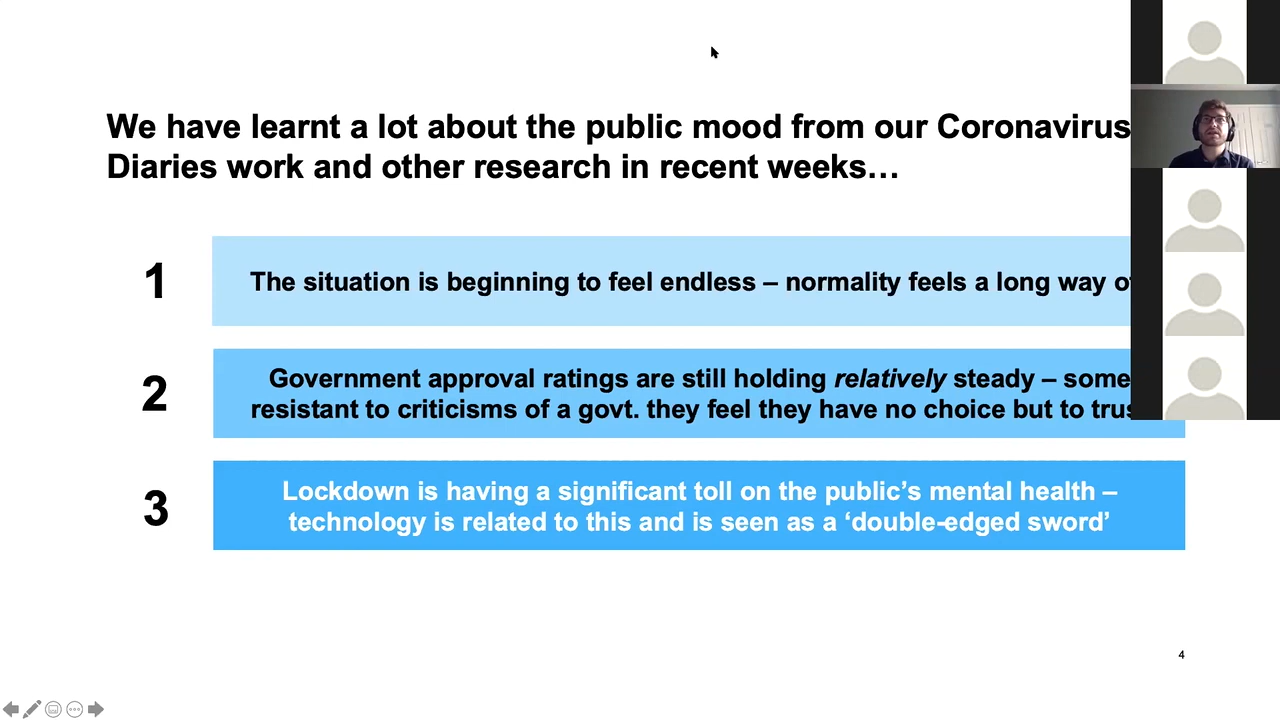 We have learnt a lot about the public mood from our Coronavirus
Diaries work and other research in recent weeks…
1
The situation is beginning to feel endless – normality feels a long way
2
Government approval ratings are still holding relatively steady – some
resistant to criticisms of a govt. they feel they have no choice but to
3
Lockdown is having a significant toll on the public’s mental health –
technology is related to this and is seen as a ‘double-edged sword’
4